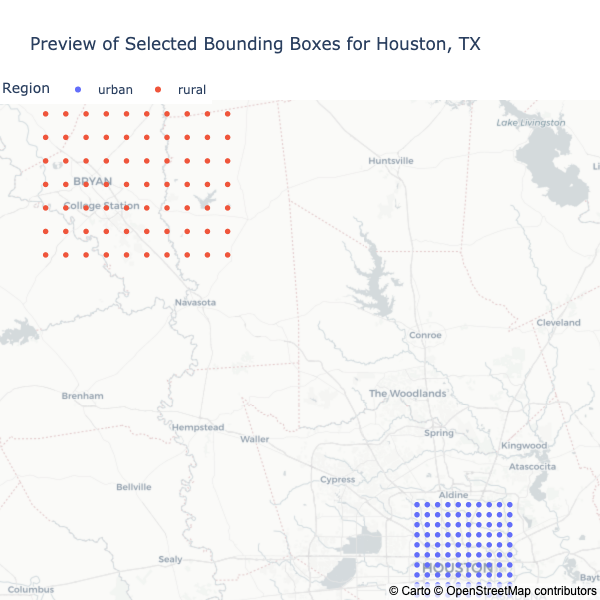 Preview of Selected Bounding Boxes for Houston, TX
Region urban rural
Lake Livingston
Huntsville
BRYAN
College Station
Navasota
Cleveland
Conroe
Brenham
The Woodlands
Hempstead
Spring
Waller
Kingwood
Atascocita
Cypress
Bellville
Aldine
Sealy
HOUSTON
Columbus
© Carto © OpenStreetMap contributors